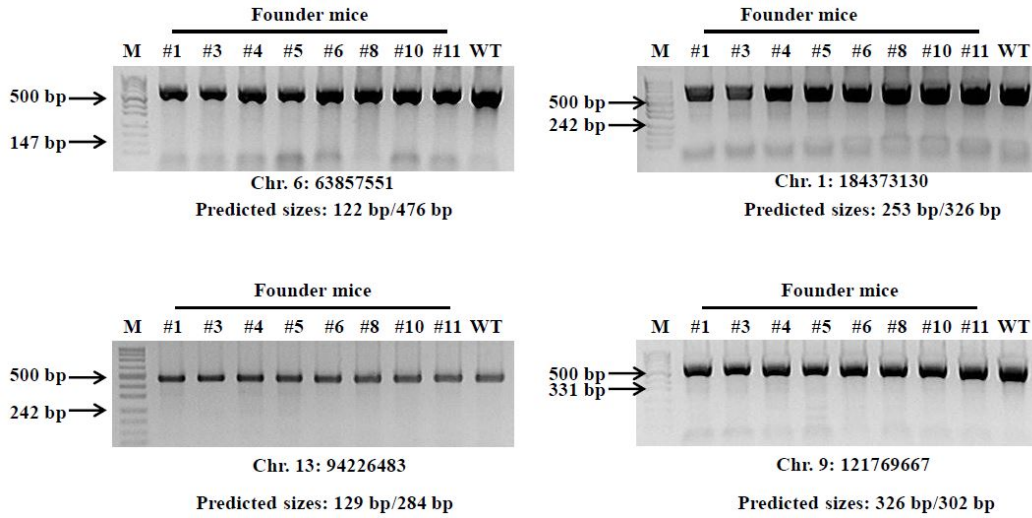 Founder mice
M #1 #3 #4 #5 #6 #8 #10 #11 WT
500 bp
147 bp
Chr. 6: 63857551
Predicted sizes: 122 bp/476 bp
Founder mice
M #1 #3 #4 #5 #6 #8 #10 #11 WT
500 bp
242 bp
Chr. 1: 184373130
Predicted sizes: 253 bp/326 bp
Founder mice
M #1 #3 #4 #5 #6 #8 #10 #11 WT
500 bp
242 bp
Chr. 13: 94226483
Predicted sizes: 129 bp/284 bp
Founder mice
M #1 #3 #4 #5 #6 #8 #10 #11 WT
500 bp
331 bp
Chr. 9: 121769667
Predicted sizes: 326 bp/302 bp